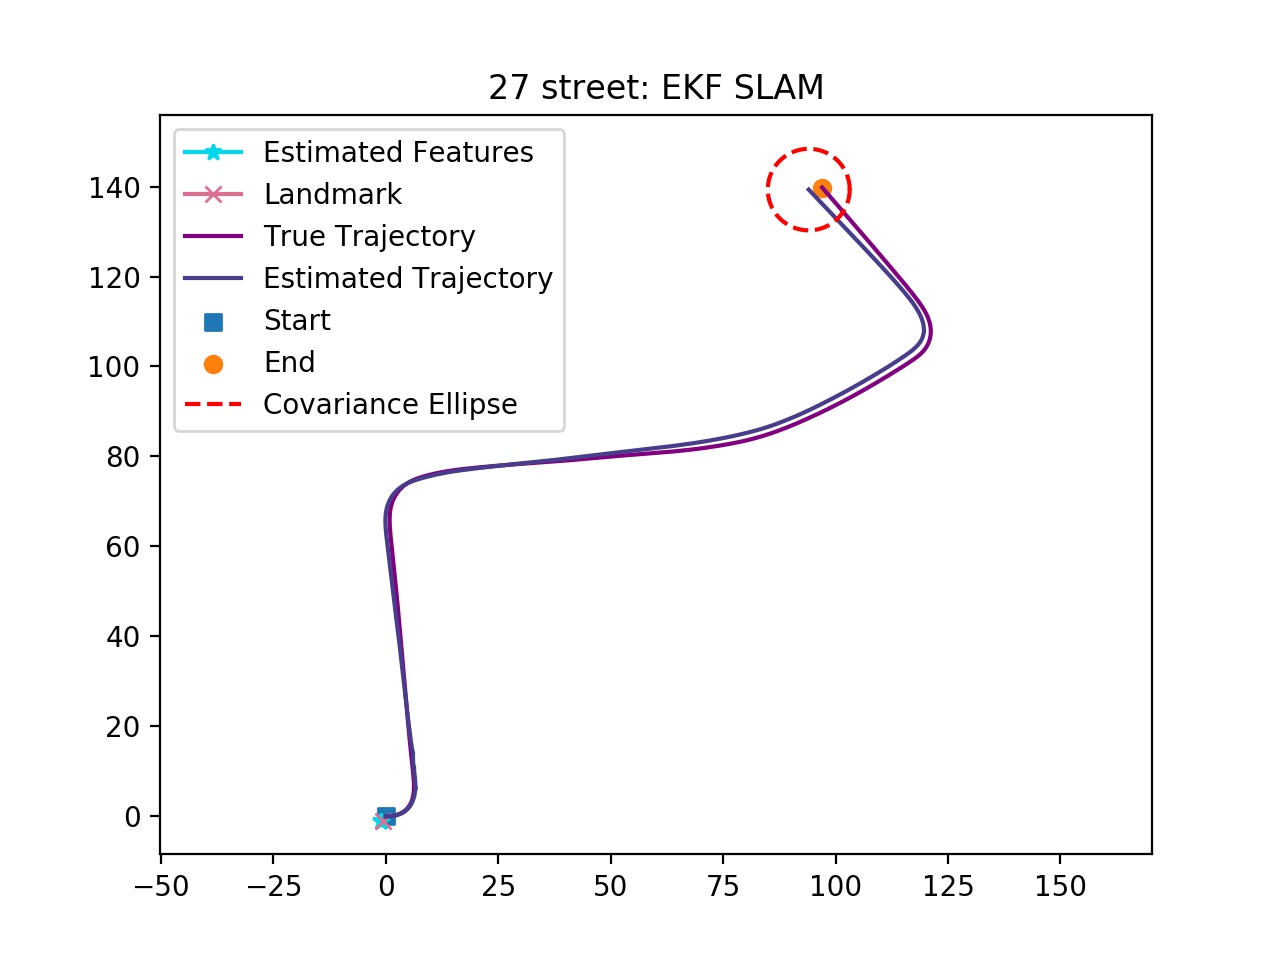 27 street: EKF SLAM
Estimated Features
Landmark
True Trajectory
Estimated Trajectory
Start
End
Covariance Ellipse
140
120
100
80
60
40
20
0
−50 −25 0 25 50 75 100 125 150